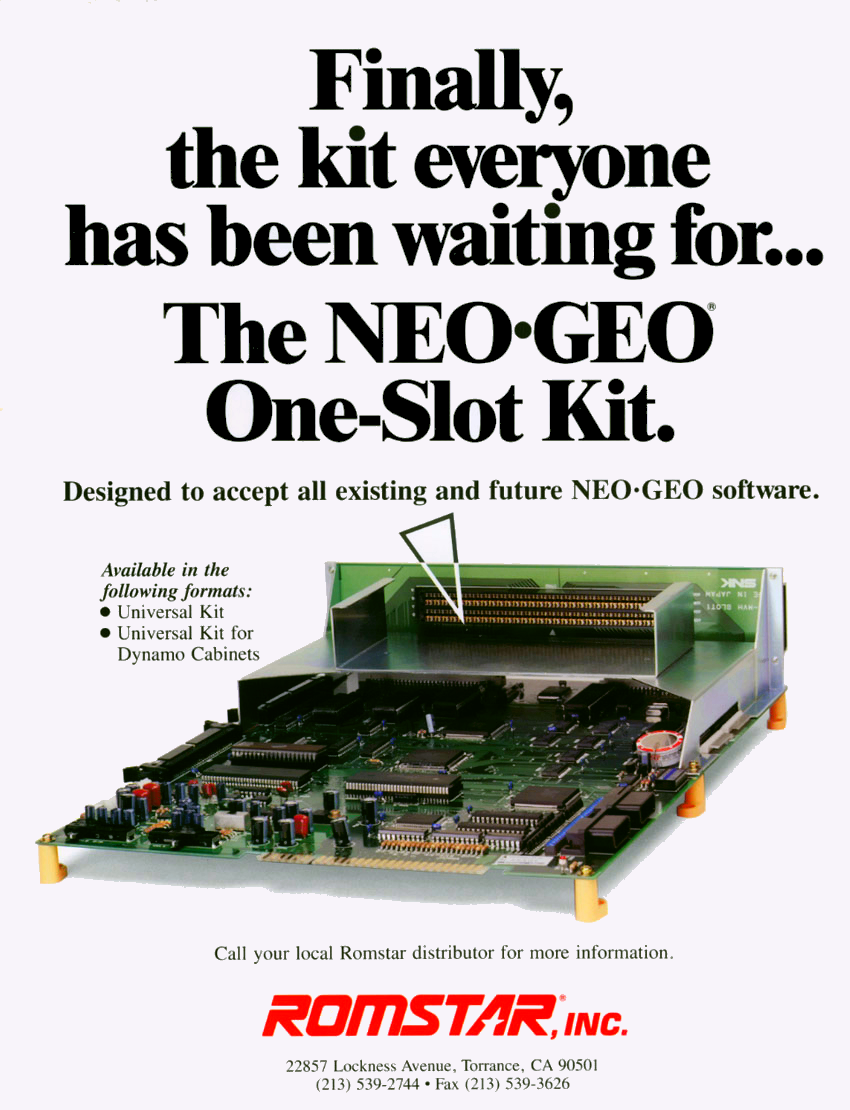 Finally,
the kit everyone
has been waiting for...
The NEO•GEO®
One-Slot Kit.
Designed to accept all existing and future NEO•GEO software.
Available in the
following formats:
● Universal Kit
● Universal Kit for
Dynamo Cabinets
SNK
IN JAPAN
SLOT1
Call your local Romstar distributor for more information.
ROMSTAR®, INC.
22857 Lockness Avenue, Torrance, CA 90501
(213) 539-2744 • Fax (213) 539-3626